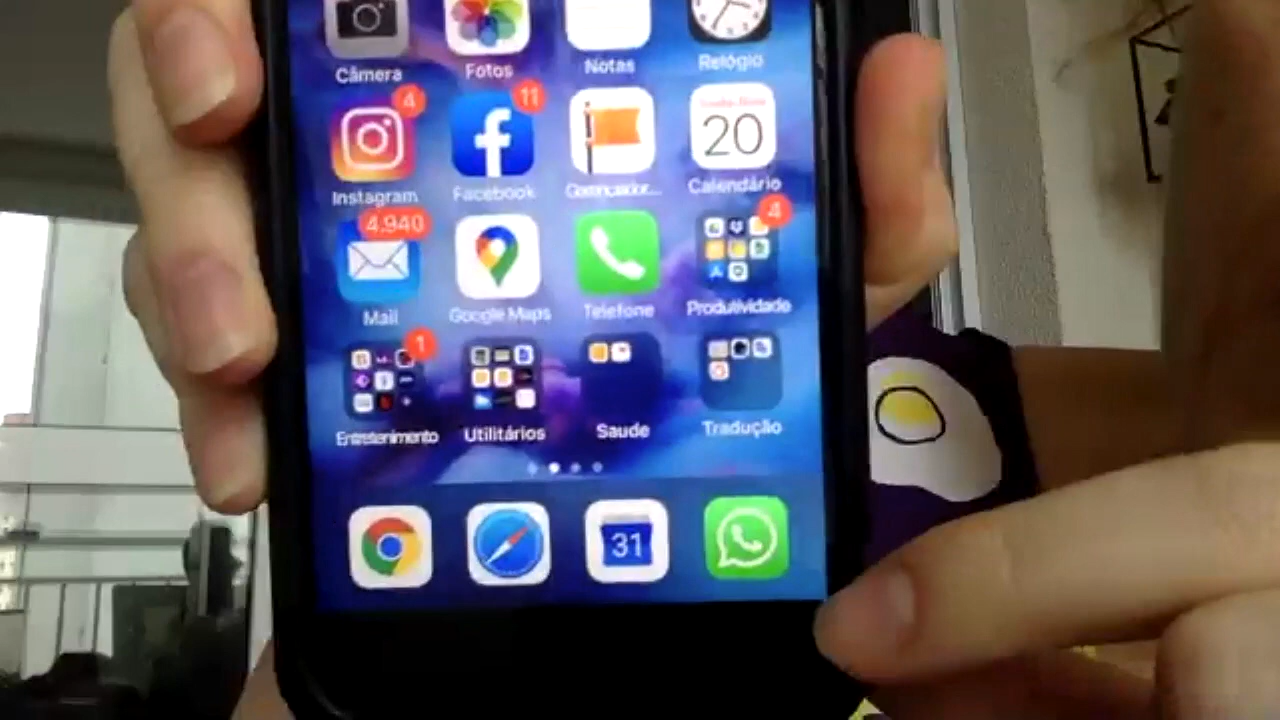 Câmera
Fotos
Notas
Relógio
4
11
20
Instagram
Facebook
Calendário
4.940
4
Mail
Google Maps
Telefone
Produtividade
1
Entretenimento
Utilitários
Saude
Tradução
31